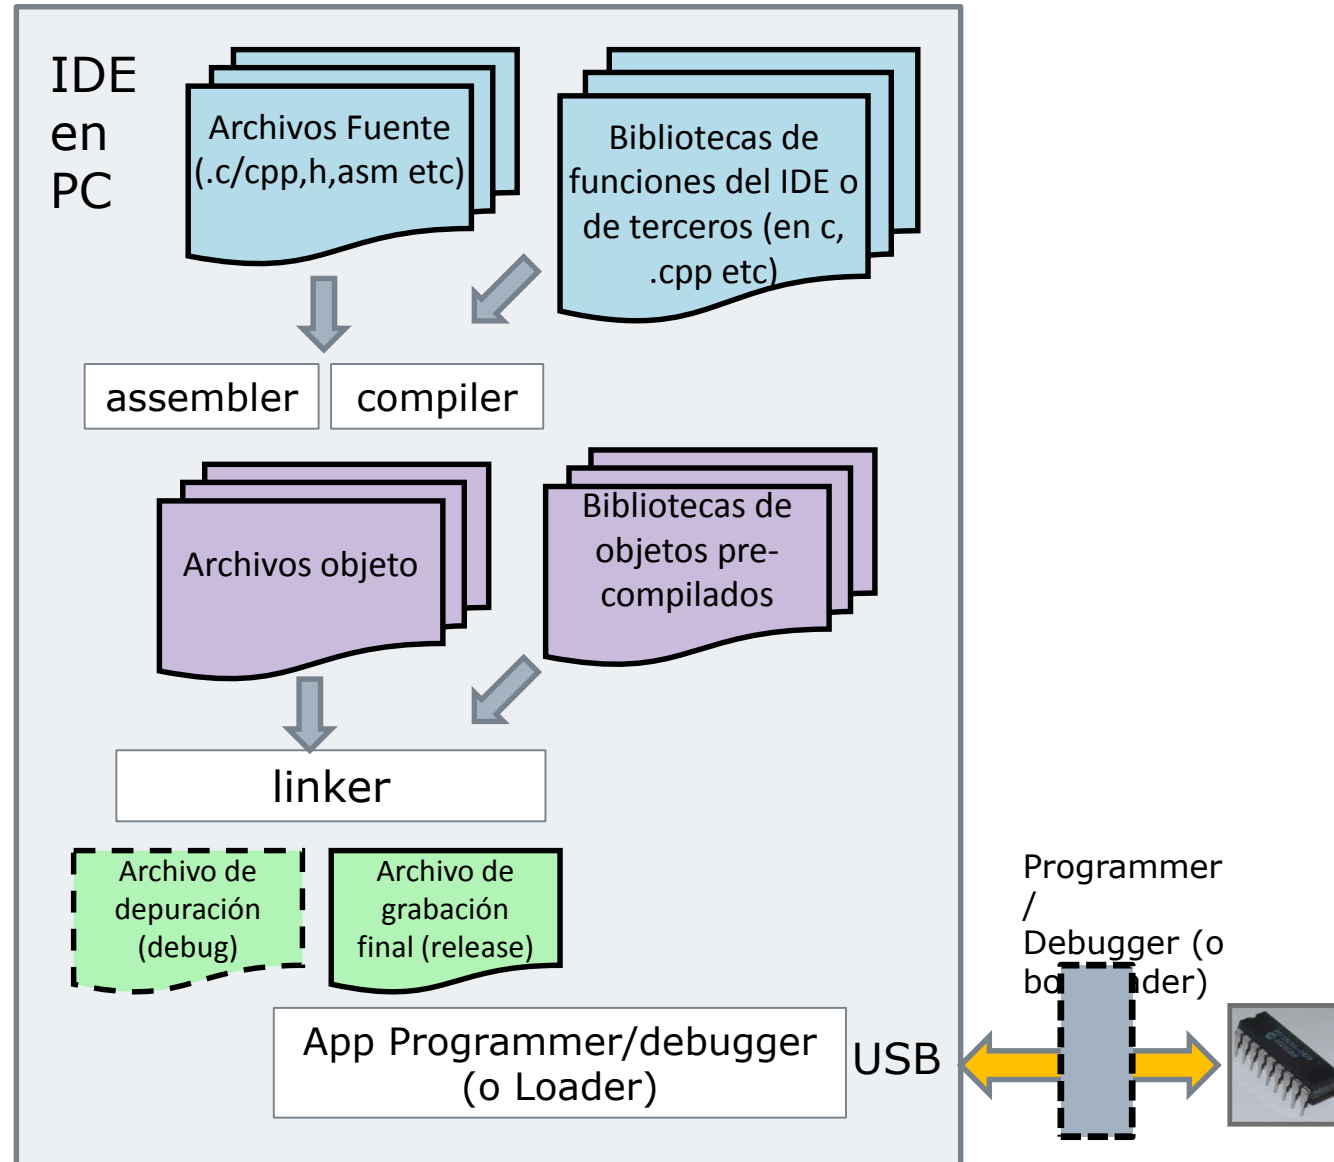 IDE
en
PC
Archivos Fuente
(.c/cpp,h,asm etc)
Bibliotecas de
funciones del IDE o
de terceros (en c,
.cpp etc)
assembler
compiler
Archivos objeto
Bibliotecas de
objetos pre-
compilados
linker
Archivo de
depuración
(debug)
Archivo de
grabación
final (release)
App Programmer/debugger
(o Loader)
USB
Programmer
/
Debugger (o